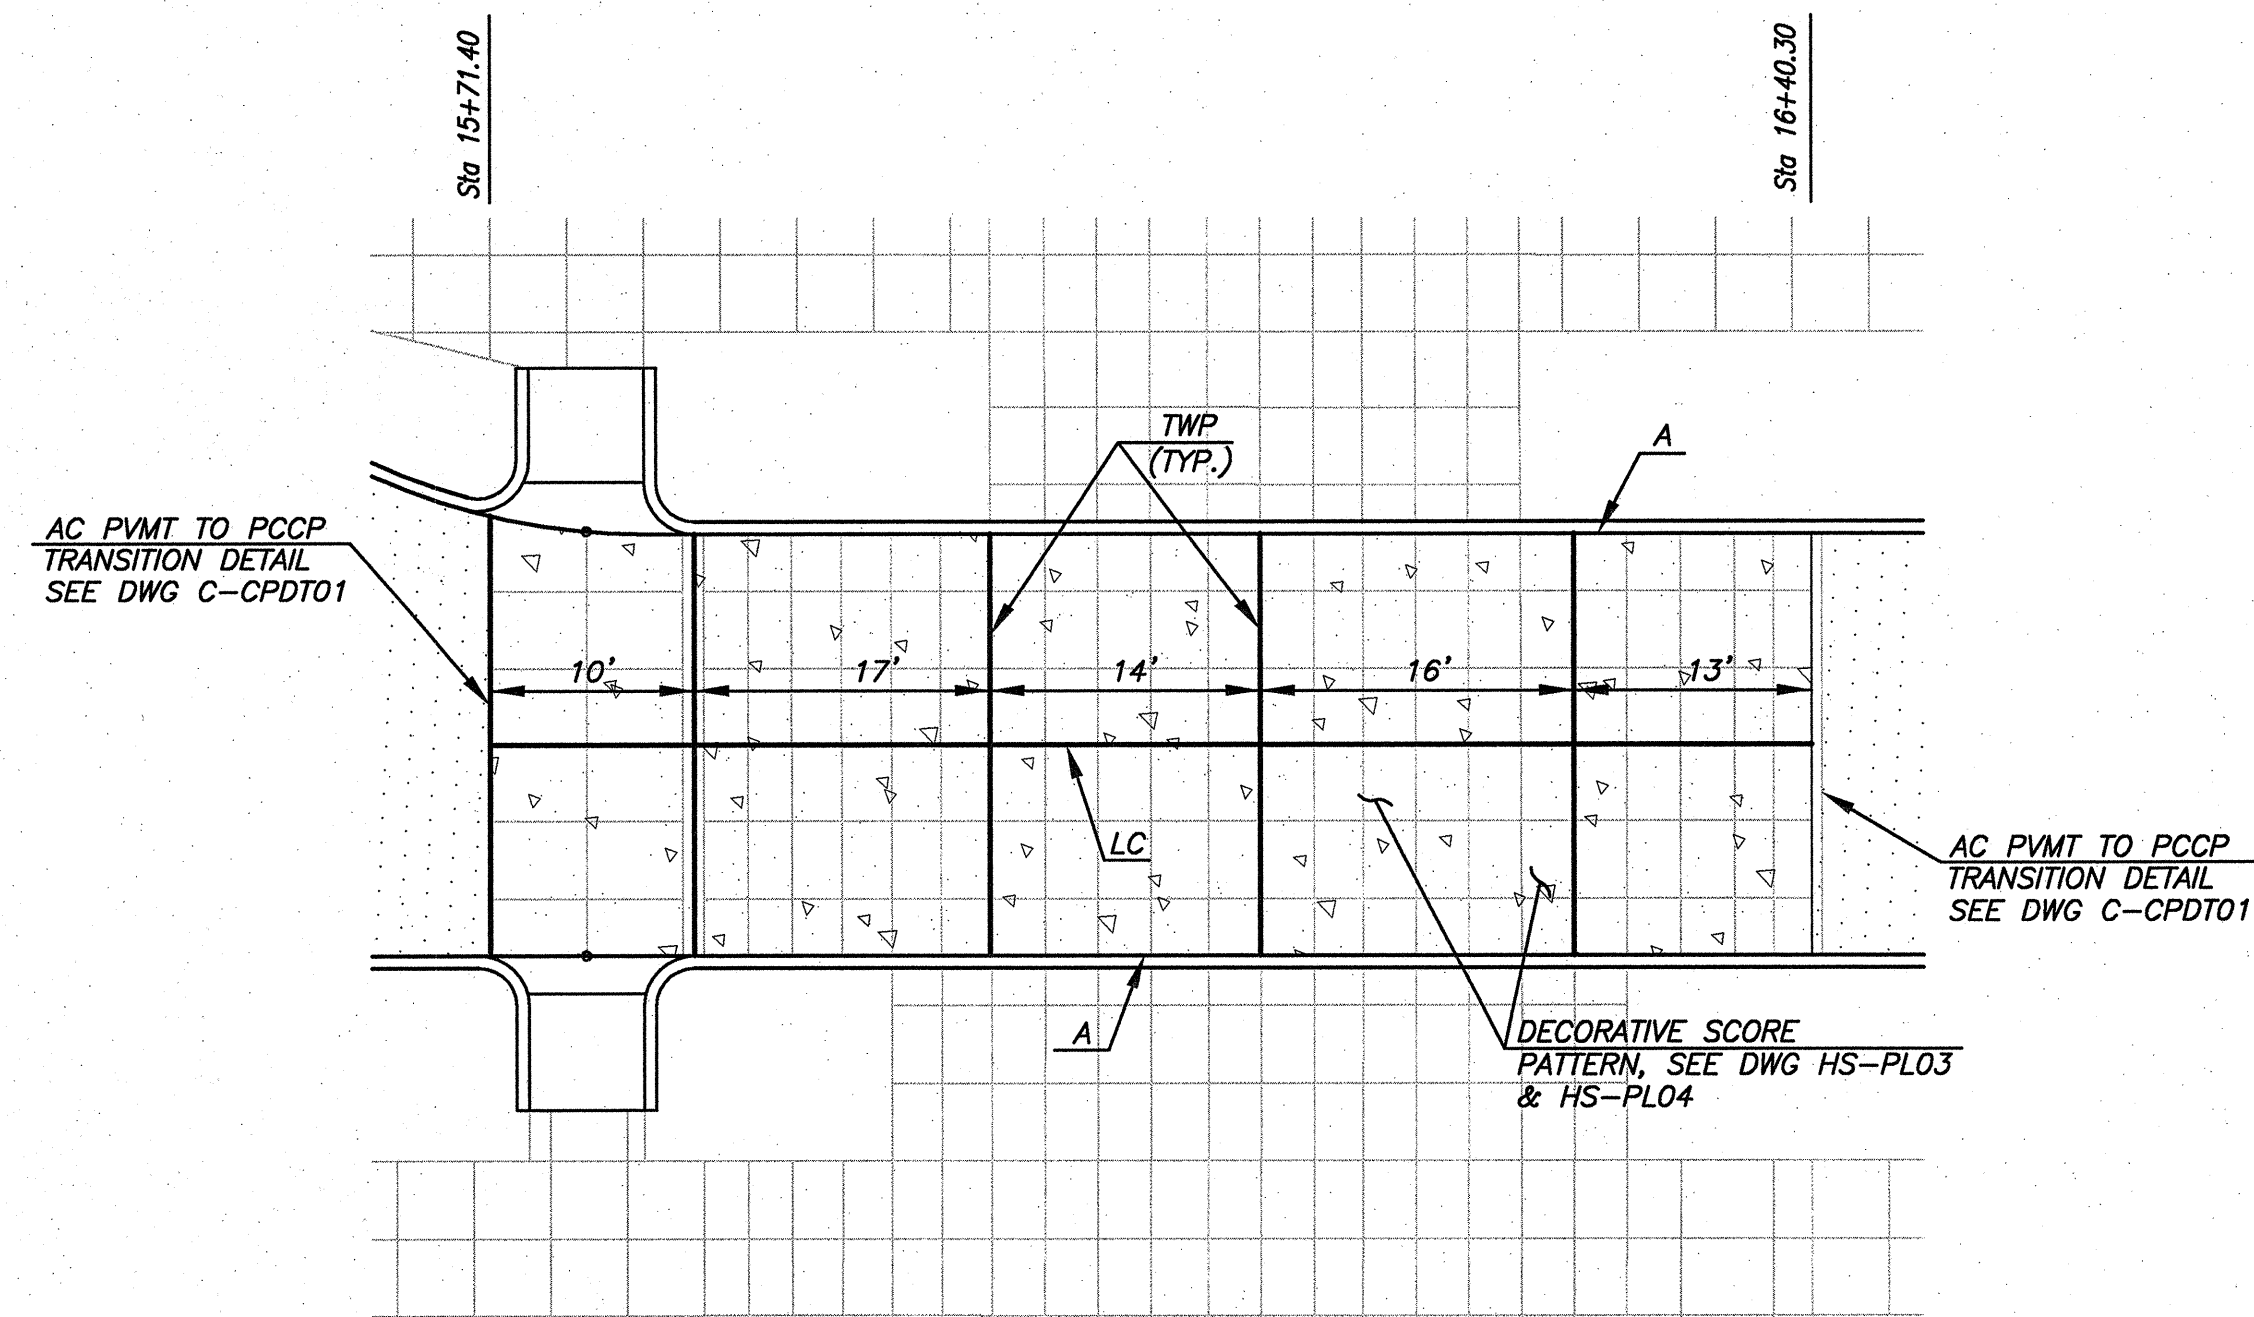 Sta 15+71.40
Sta 16+40.30
TWP
(TYP.)
A
AC PVMT TO PCCP
TRANSITION DETAIL
SEE DWG C-CPDT01
10'
17'
14'
16'
13'
LC
AC PVMT TO PCCP
TRANSITION DETAIL
SEE DWG C-CPDT01
A
DECORATIVE SCORE
PATTERN, SEE DWG HS-PL03
& HS-PL04